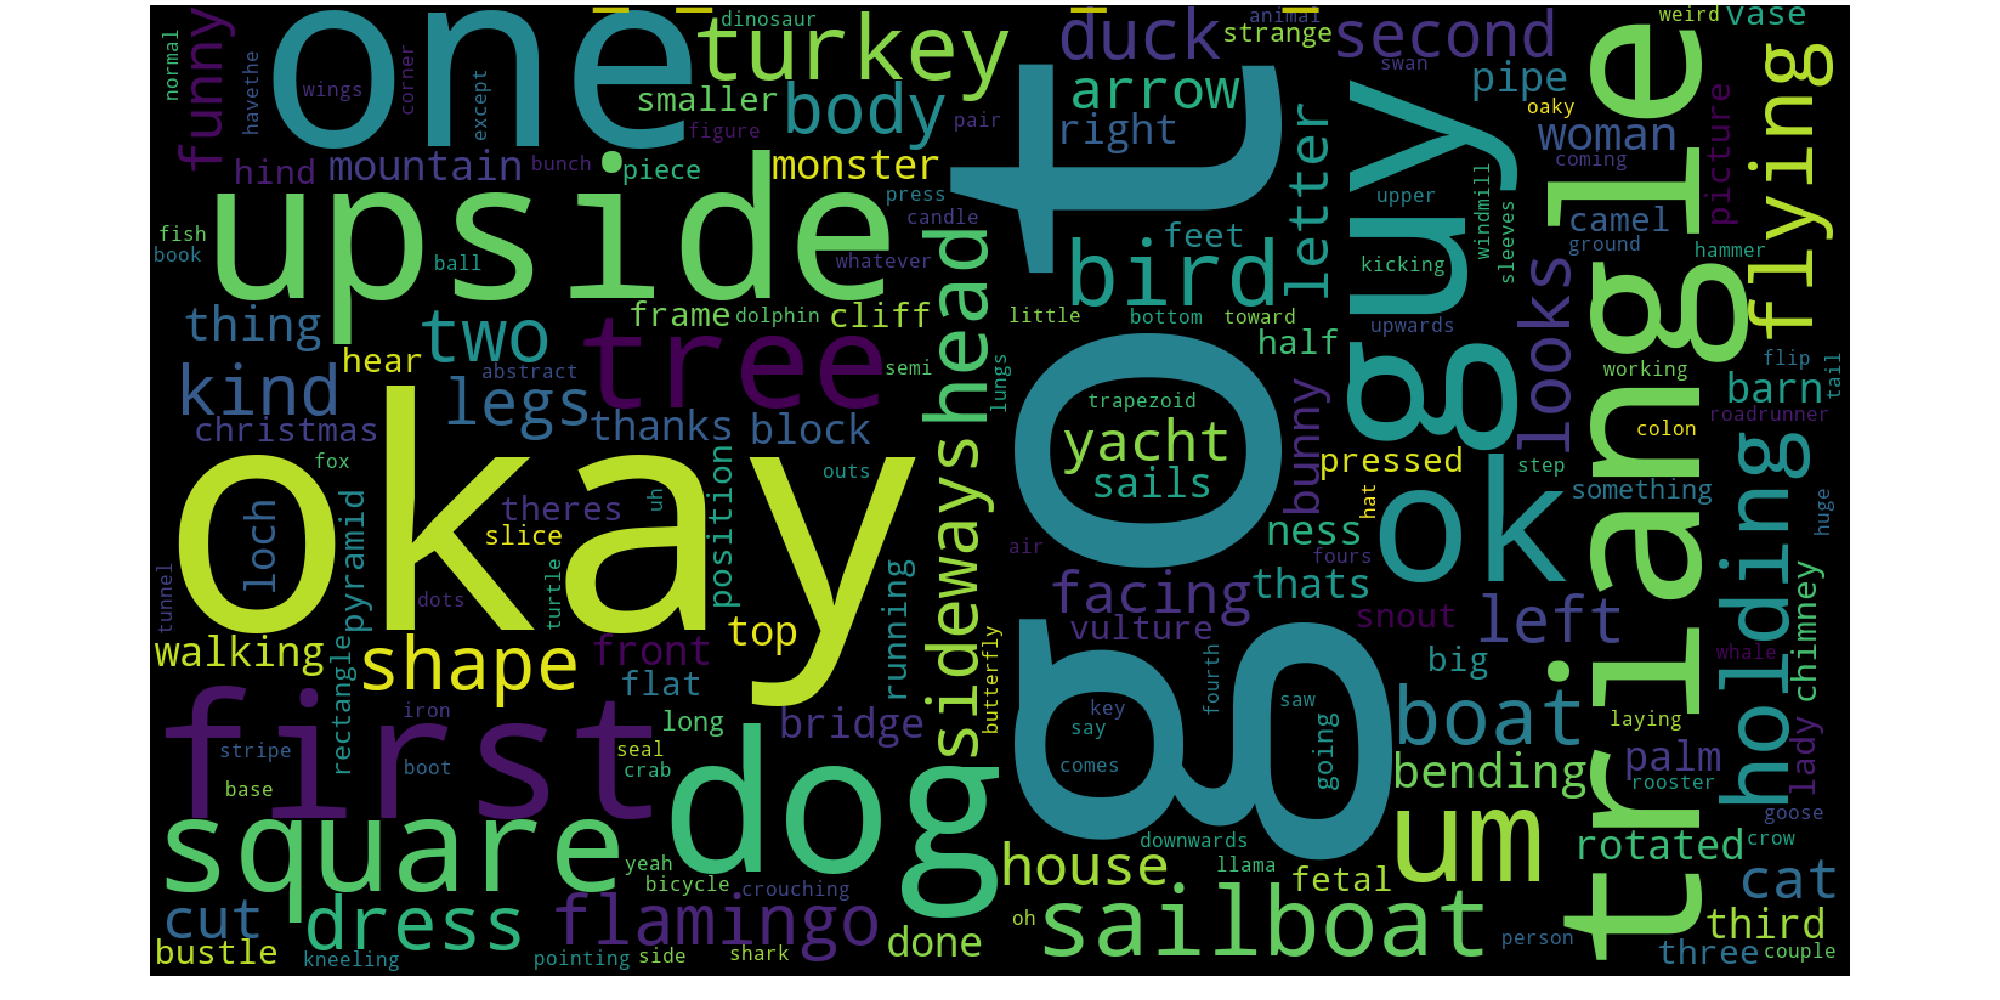 one
turkey
dinosaur
duck
animal
strange
second
weird
vase
normal
funny
havethe
wings
corner
except
smaller
body
figure
pair
arrow
right
swan
pipe
oaky
woman
coming
picture
flying
hind
mountain
bunch
piece
monster
press
candle
got
letter
guy
upper
windmill
sleeves
triangle
camel
ground
hammer
fish
book
upside
ball
whatever
head
feet
bird
kicking
looks
thing
two
frame
dolphin
cliff
little
bottom
toward
half
upwards
hear
abstract
tree
semi
lungs
working
flip
tail
kind
legs
barn
christmas
thanks
block
trapezoid
yacht
bunny
roadrunner
colon
fox
okay
outs
sideways
sails
pressed
step
something
holding
loch
pyramid
theres
uh
position
slice
ness
hat
ok
huge
air
fours
tunnel
dots
turtle
running
facing
thats
snout
left
chimney
walking
rectangle
shape
front
top
vulture
butterfly
flat
fourth
big
whale
first
iron
long
bridge
key
say
saw
going
boat
laying
stripe
boot
seal
crab
comes
bending
palm
lady
rooster
base
dog
um
goose
square
yeah
bicycle
crouching
house
downwards
llama
fetal
rotated
crow
cat
cut
dress
flamingo
done
oh
sailboat
person
third
bustle
kneeling
pointing
side
shark
three
couple